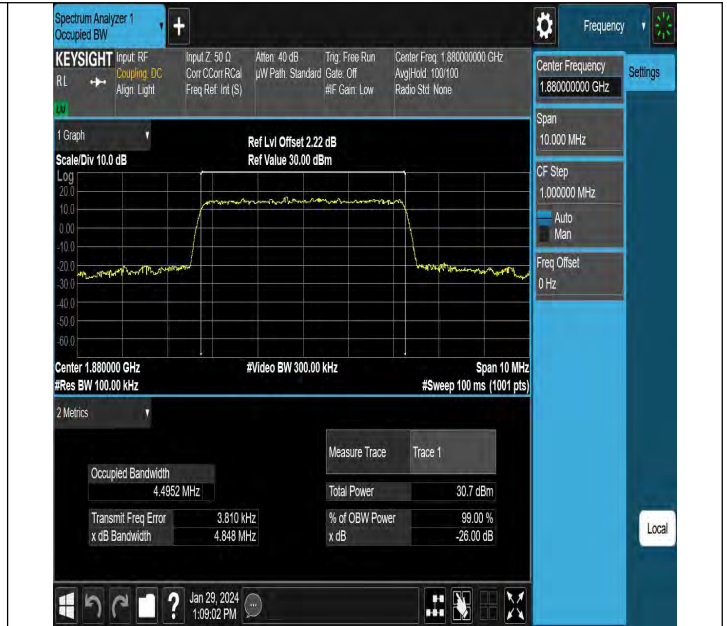 Spectrum Analyzer 1
Occupied BW
+
Frequency
KEYSIGHT
RL
LNI
Input: RF
Coupling: DC
Align: Light
Input Z: 50 Ω
Corr CCorr RCal
Freq Ref: Int (S)
Atten: 40 dB
µW Path: Standard
Trig: Free Run
Gate: Off
#IF Gain: Low
Center Freq: 1.880000000 GHz
Avg|Hold: 100/100
Radio Std: None
Center Frequency
1.880000000 GHz
Settings
Span
10.000 MHz
CF Step
1.000000 MHz
Auto
Man
Freq Offset
0 Hz
Local
1 Graph
Scale/Div 10.0 dB
Ref Lvl Offset 2.22 dB
Ref Value 30.00 dBm
Log
20.0
10.0
0.00
-10.0
-20.0
-30.0
-40.0
-50.0
-60.0
Center 1.880000 GHz
#Video BW 300.00 kHz
Span 10 MHz
#Res BW 100.00 kHz
#Sweep 100 ms (1001 pts)
2 Metrics
Measure Trace
Trace 1
Occupied Bandwidth
4.4952 MHz
Total Power
30.7 dBm
Transmit Freq Error
3.810 kHz
% of OBW Power
99.00 %
x dB Bandwidth
4.848 MHz
x dB
-26.00 dB
?
Jan 29, 2024
1:09:02 PM